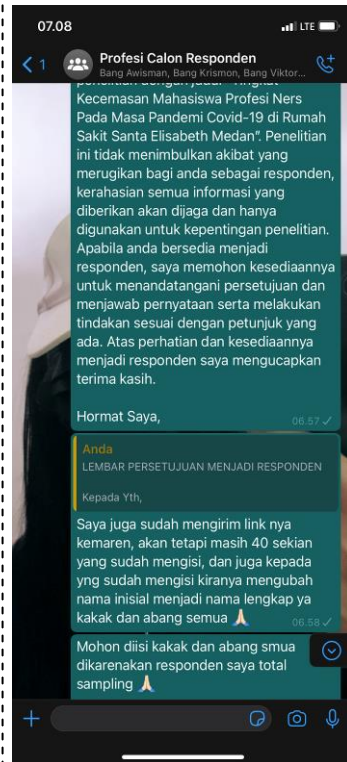 07.08
LTE
1
Profesi Calon Responden
Bang Awisman, Bang Krismon, Bang Viktor...
penelitian dengan judul "Tingkat
Kecemasan Mahasiswa Profesi Ners
Pada Masa Pandemi Covid-19 di Rumah
Sakit Santa Elisabeth Medan". Penelitian
ini tidak menimbulkan akibat yang
merugikan bagi anda sebagai responden,
kerahasian semua informasi yang
diberikan akan dijaga dan hanya
digunakan untuk kepentingan penelitian.
Apabila anda bersedia menjadi
responden, saya memohon kesediaannya
untuk menandatangani persetujuan dan
menjawab pernyataan serta melakukan
tindakan sesuai dengan petunjuk yang
ada. Atas perhatian dan kesediaannya
menjadi responden saya mengucapkan
terima kasih.
Hormat Saya,
06.57 ✓
Anda
LEMBAR PERSETUJUAN MENJADI RESPONDEN
Kepada Yth,
Saya juga sudah mengirim link nya
kemaren, akan tetapi masih 40 sekian
yang sudah mengisi, dan juga kepada
yng sudah mengisi kiranya mengubah
nama inisial menjadi nama lengkap ya
kakak dan abang semua 🙏
06.58 ✓
Mohon diisi kakak dan abang smua
dikarenakan responden saya total
sampling 🙏